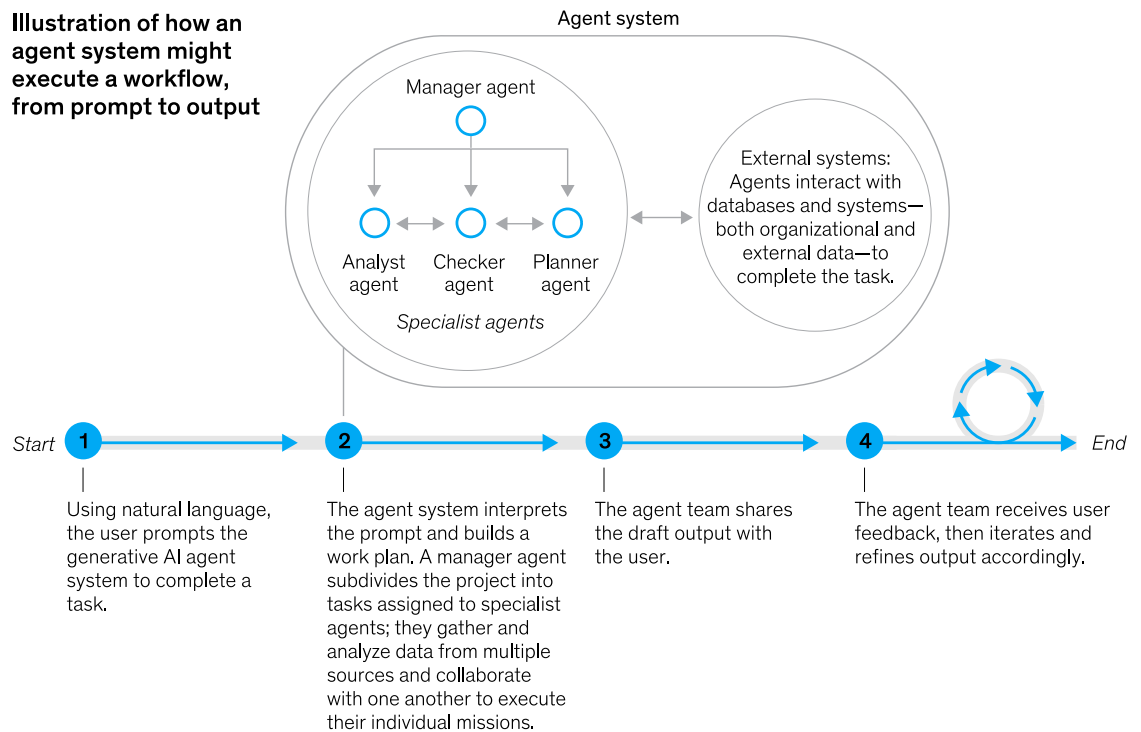 Illustration of how an
agent system might
execute a workflow,
from prompt to output
Agent system
Manager agent
Analyst
agent
Checker
agent
Planner
agent
Specialist agents
External systems:
Agents interact with
databases and systems—
both organizational and
external data—to
complete the task.
Start
1
2
3
4
End
Using natural language,
the user prompts the
generative AI agent
system to complete a
task.
The agent system interprets
the prompt and builds a
work plan. A manager agent
subdivides the project into
tasks assigned to specialist
agents; they gather and
analyze data from multiple
sources and collaborate
with one another to execute
their individual missions.
The agent team shares
the draft output with
the user.
The agent team receives user
feedback, then iterates and
refines output accordingly.